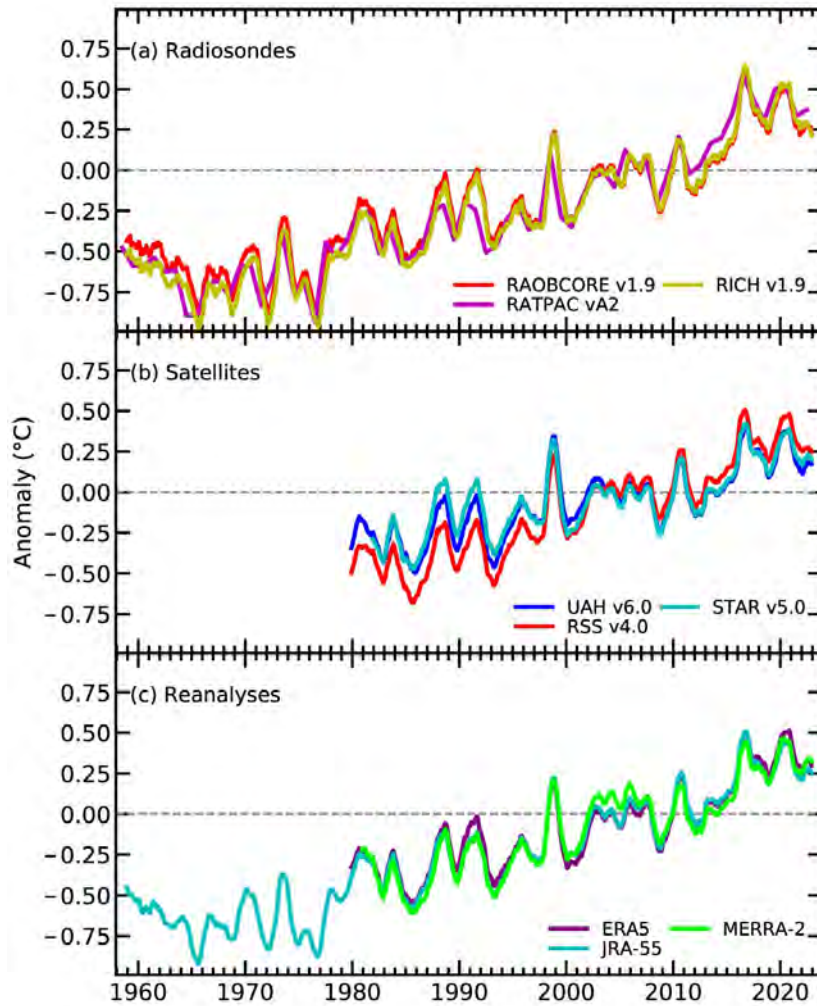 0.75
(a) Radiosondes
0.50
0.25
0.00
−0.25
−0.50
−0.75
RAOBCORE v1.9 RICH v1.9
RATPAC vA2
0.75
(b) Satellites
0.50
0.25
0.00
−0.25
−0.50
−0.75
UAH v6.0 STAR v5.0
RSS v4.0
Anomaly (°C)
0.75
(c) Reanalyses
0.50
0.25
0.00
−0.25
−0.50
−0.75
ERA5 MERRA-2
JRA-55
1960 1970 1980 1990 2000 2010 2020